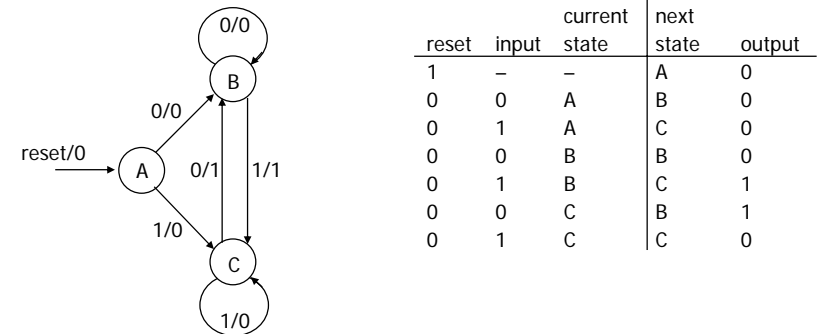 0/0
B
0/0
reset/0
A
0/1
1/1
1/0
C
1/0
current next
reset input state state output
1 – – A 0
0 0 A B 0
0 1 A C 0
0 0 B B 0
0 1 B C 1
0 0 C B 1
0 1 C C 0